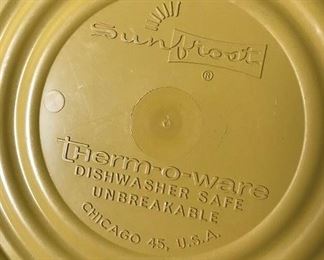 Sunfrost
®
therm-o-ware
DISHWASHER SAFE
UNBREAKABLE
CHICAGO 45, U.S.A.